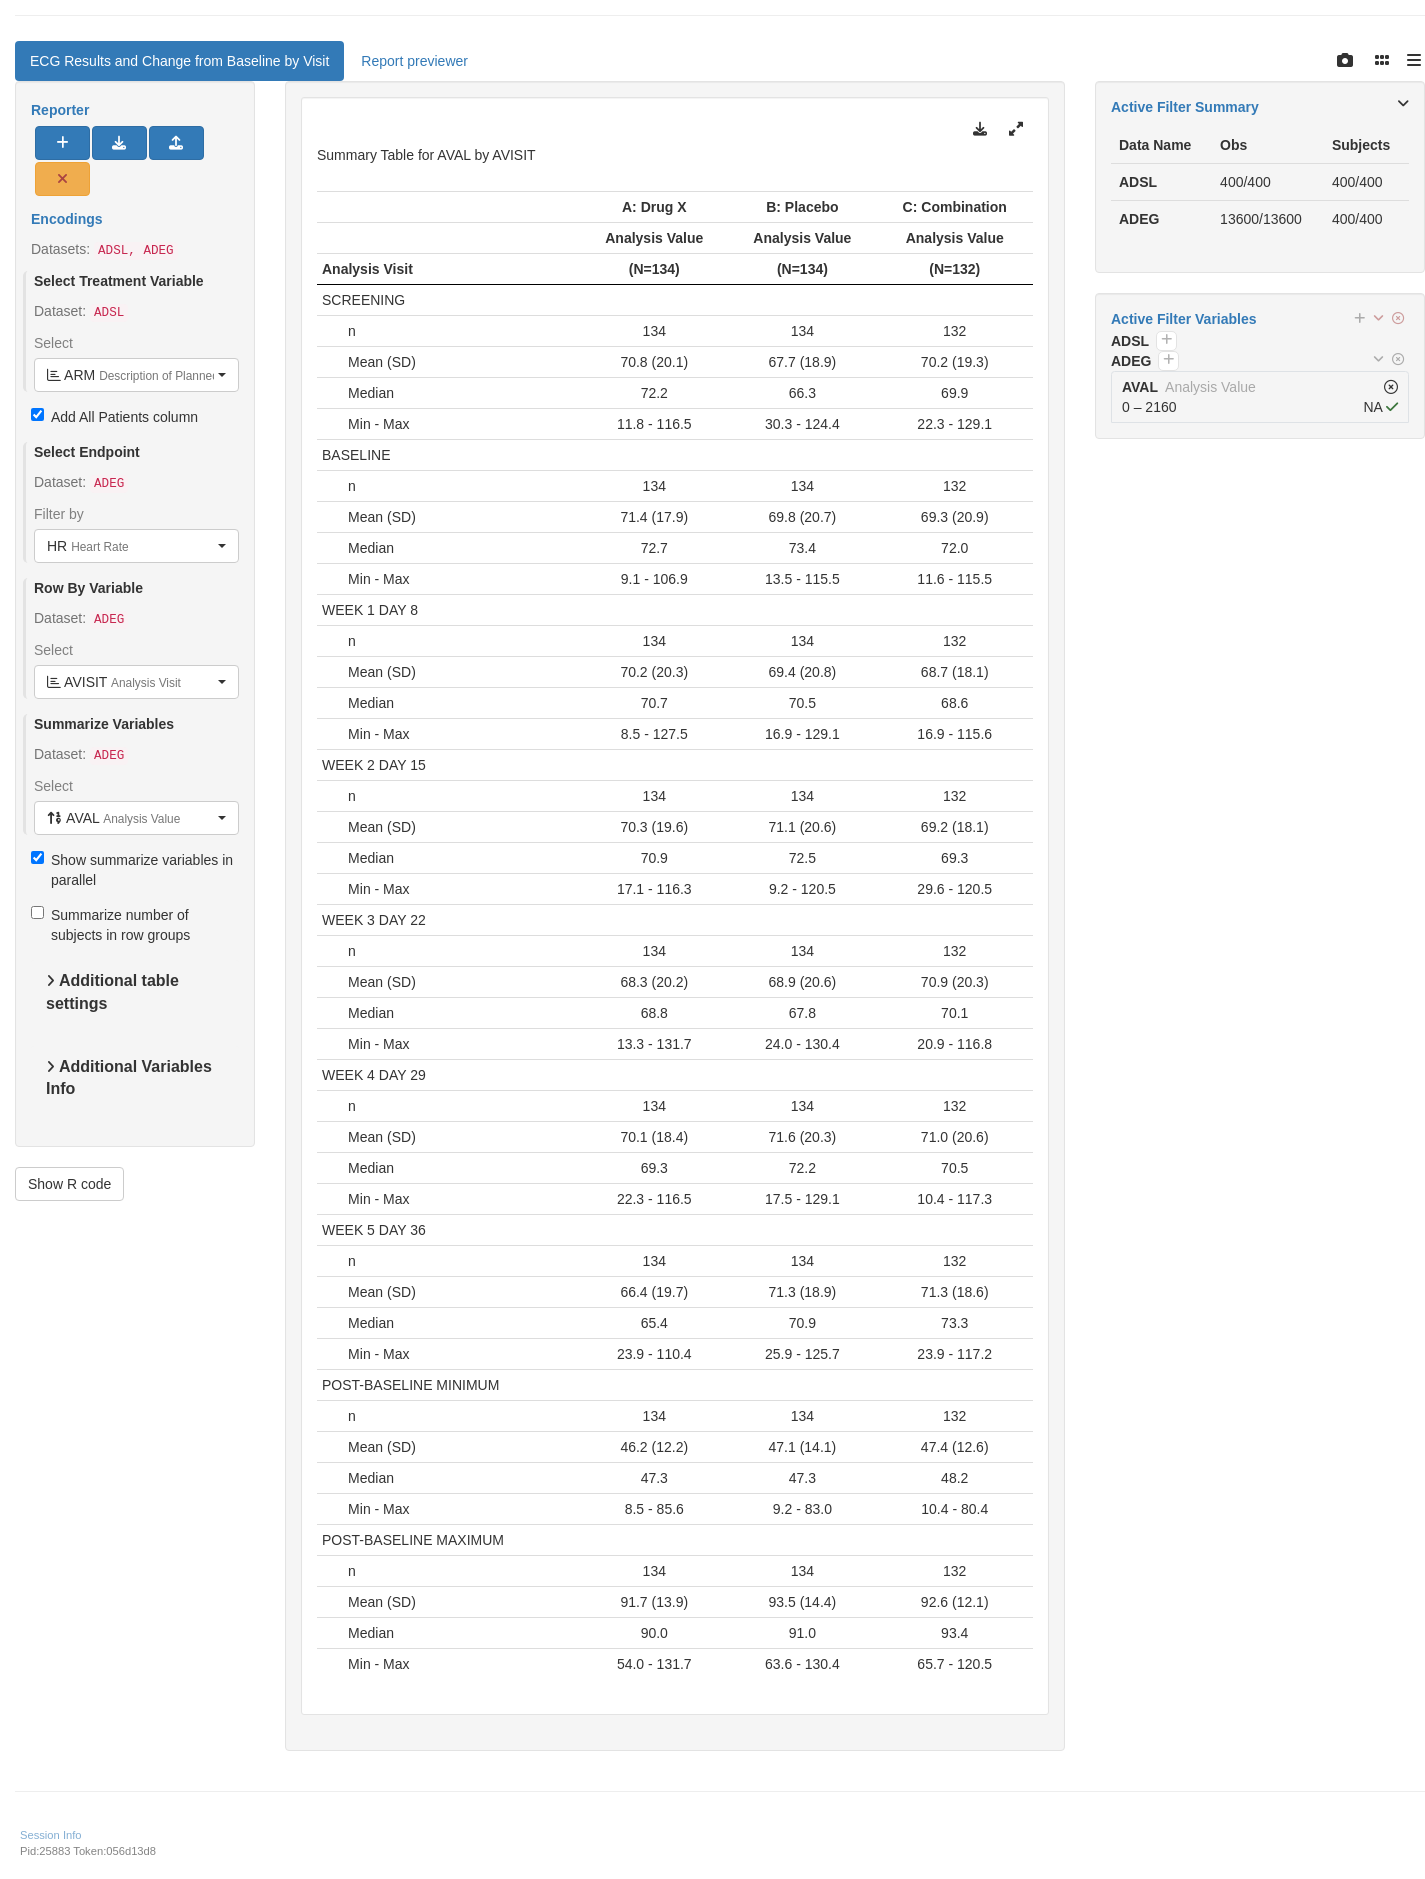 ECG Results and Change from Baseline by Visit Report previewer
Reporter
Encodings
Datasets: ADSL, ADEG
Select Treatment Variable
Dataset: ADSL
Select
ARM Description of Planne
Add All Patients column
Select Endpoint
Dataset: ADEG
Filter by
HR Heart Rate
Row By Variable
Dataset: ADEG
Select
AVISIT Analysis Visit
Summarize Variables
Dataset: ADEG
Select
AVAL Analysis Value
Show summarize variables in
parallel
Summarize number of
subjects in row groups
Additional table
settings
Additional Variables
Info
Show R code
Summary Table for AVAL by AVISIT
A: Drug X B: Placebo C: Combination
Analysis Value Analysis Value Analysis Value
Analysis Visit (N=134) (N=134) (N=132)
SCREENING
n 134 134 132
Mean (SD) 70.8 (20.1) 67.7 (18.9) 70.2 (19.3)
Median 72.2 66.3 69.9
Min - Max 11.8 - 116.5 30.3 - 124.4 22.3 - 129.1
BASELINE
n 134 134 132
Mean (SD) 71.4 (17.9) 69.8 (20.7) 69.3 (20.9)
Median 72.7 73.4 72.0
Min - Max 9.1 - 106.9 13.5 - 115.5 11.6 - 115.5
WEEK 1 DAY 8
n 134 134 132
Mean (SD) 70.2 (20.3) 69.4 (20.8) 68.7 (18.1)
Median 70.7 70.5 68.6
Min - Max 8.5 - 127.5 16.9 - 129.1 16.9 - 115.6
WEEK 2 DAY 15
n 134 134 132
Mean (SD) 70.3 (19.6) 71.1 (20.6) 69.2 (18.1)
Median 70.9 72.5 69.3
Min - Max 17.1 - 116.3 9.2 - 120.5 29.6 - 120.5
WEEK 3 DAY 22
n 134 134 132
Mean (SD) 68.3 (20.2) 68.9 (20.6) 70.9 (20.3)
Median 68.8 67.8 70.1
Min - Max 13.3 - 131.7 24.0 - 130.4 20.9 - 116.8
WEEK 4 DAY 29
n 134 134 132
Mean (SD) 70.1 (18.4) 71.6 (20.3) 71.0 (20.6)
Median 69.3 72.2 70.5
Min - Max 22.3 - 116.5 17.5 - 129.1 10.4 - 117.3
WEEK 5 DAY 36
n 134 134 132
Mean (SD) 66.4 (19.7) 71.3 (18.9) 71.3 (18.6)
Median 65.4 70.9 73.3
Min - Max 23.9 - 110.4 25.9 - 125.7 23.9 - 117.2
POST-BASELINE MINIMUM
n 134 134 132
Mean (SD) 46.2 (12.2) 47.1 (14.1) 47.4 (12.6)
Median 47.3 47.3 48.2
Min - Max 8.5 - 85.6 9.2 - 83.0 10.4 - 80.4
POST-BASELINE MAXIMUM
n 134 134 132
Mean (SD) 91.7 (13.9) 93.5 (14.4) 92.6 (12.1)
Median 90.0 91.0 93.4
Min - Max 54.0 - 131.7 63.6 - 130.4 65.7 - 120.5
Active Filter Summary
Data Name Obs Subjects
ADSL 400/400 400/400
ADEG 13600/13600 400/400
Active Filter Variables
ADSL
ADEG
AVAL Analysis Value
0 – 2160 NA
Session Info
Pid:25883 Token:056d13d8